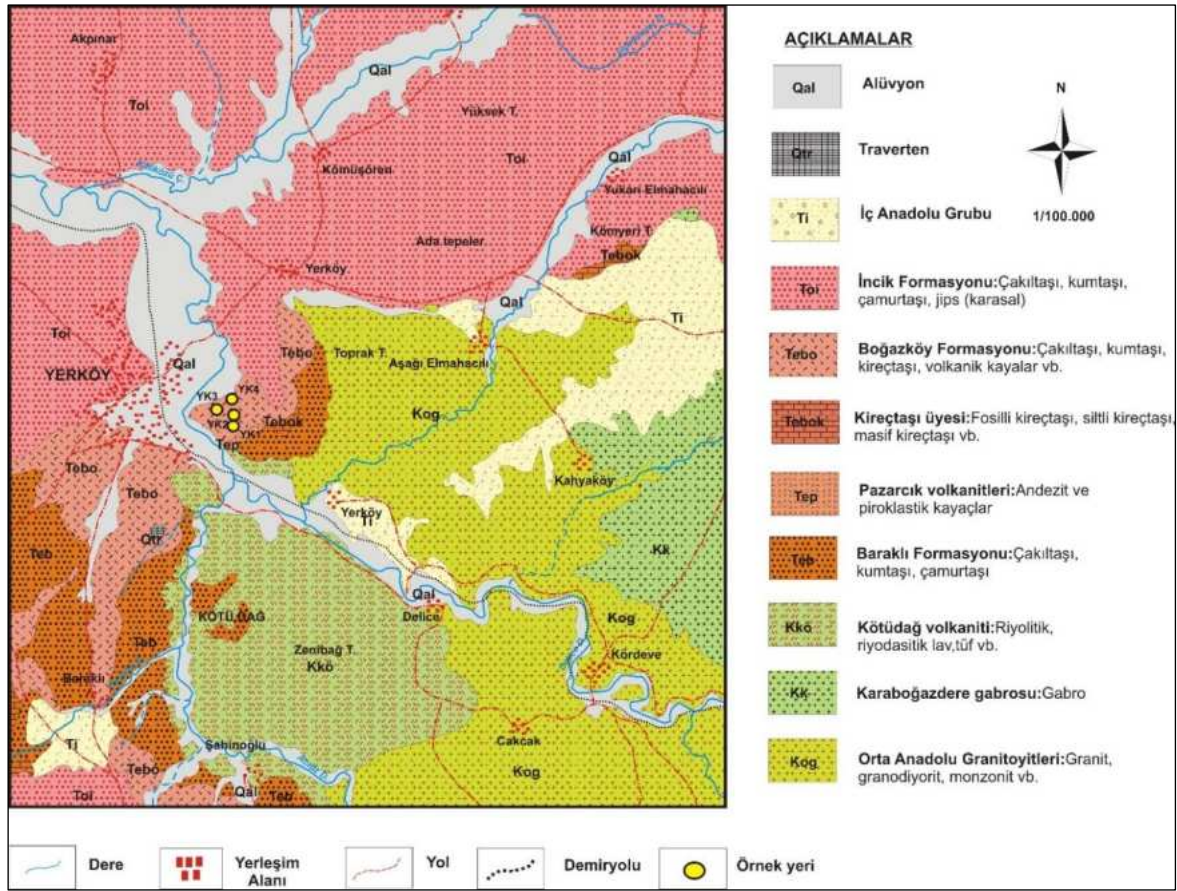 Akpınar
Qal
Toi
Yüksek T.
Toi
Qal
Kömüşören
Yukarı Elmahacılı
Kömyeri T.
Tebok
Ada tepeler
Yerköy
Qal
Ti
Toi
Tebo
Toprak T.
Aşağı Elmahacılı
Qal
YERKÖY
YK3
YK4
YK2
YK1
Tebok
Kog
Tep
Tebo
Kahyaköy
Tebo
Yerköy
Ti
Qtr
Kk
Teb
Qal
Delice
Kog
KÖTÜDAĞ
Zenibağ T.
Kkö
Kördeve
Teb
Baraklı
Cakcak
Şahinoğlu
Ti
Tebo
Kog
Toi
Qal
Teb
AÇIKLAMALAR
Qal Alüvyon
Qtr Traverten
N
1/100.000
Ti İç Anadolu Grubu
Toi İncik Formasyonu:Çakıltaşı, kumtaşı,
çamurtaşı, jips (karasal)
Tebo Boğazköy Formasyonu:Çakıltaşı, kumtaşı,
kireçtaşı, volkanik kayalar vb.
Tebok Kireçtaşı üyesi:Fosilli kireçtaşı, siltli kireçtaşı,
masif kireçtaşı vb.
Tep Pazarcık volkanitleri:Andezit ve
piroklastik kayaçlar
Teb Baraklı Formasyonu:Çakıltaşı,
kumtaşı, çamurtaşı
Kkö Kötüdağ volkaniti:Riyolitik,
riyodasitik lav,tüf vb.
Kk Karaboğazdere gabrosu:Gabro
Kog Orta Anadolu Granitoyitleri:Granit,
granodiyorit, monzonit vb.
Dere
Yerleşim
Alanı
Yol
Demiryolu
Örnek yeri